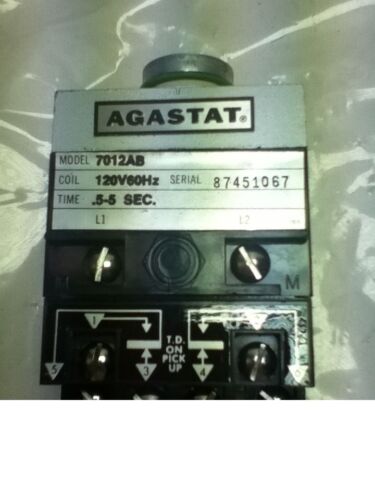 AGASTAT®
MODEL 7012AB
COIL 120V60Hz SERIAL 87451067
TIME .5-5 SEC.
L1 L2
M
1
T.D.
ON
PICK
UP
5 3 4 6